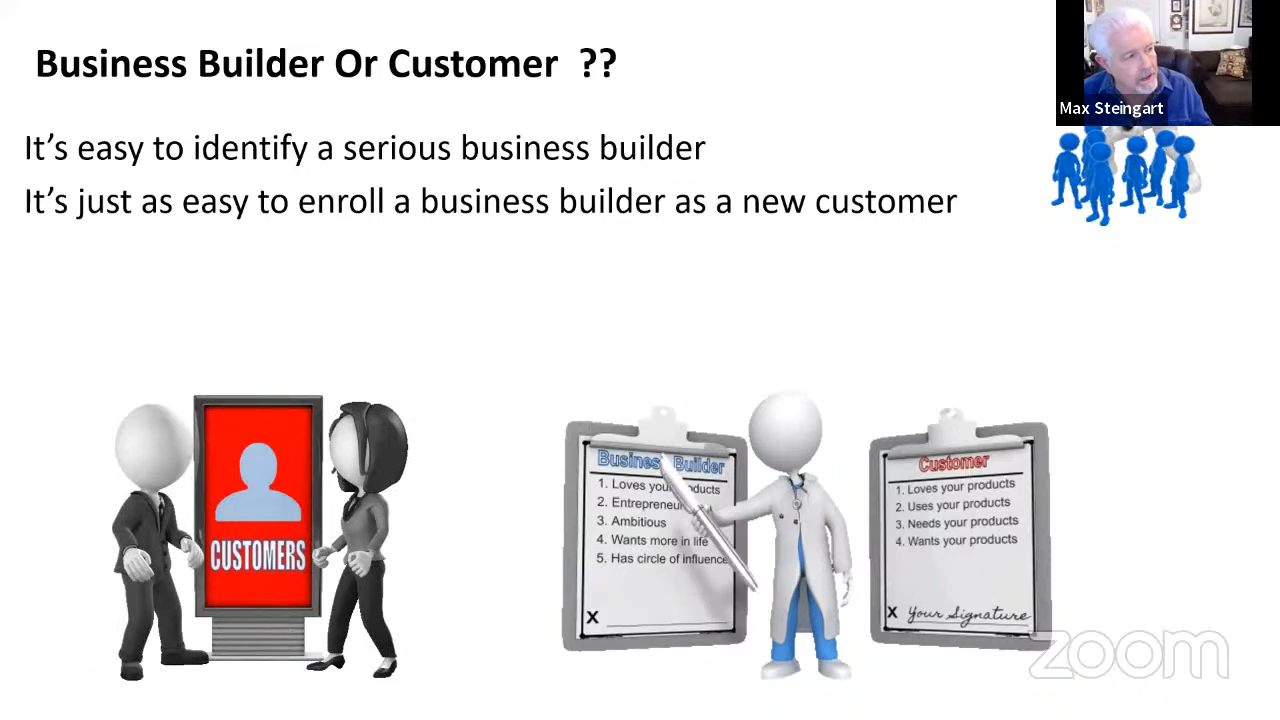 Business Builder Or Customer ??
Max Steingart
It's easy to identify a serious business builder
It's just as easy to enroll a business builder as a new customer
CUSTOMERS
Business Builder
1. Loves your products
2. Entrepreneur
3. Ambitious
4. Wants more in life
5. Has circle of influence
X
Customer
1. Loves your products
2. Uses your products
3. Needs your products
4. Wants your products
X Your Signature
zoom